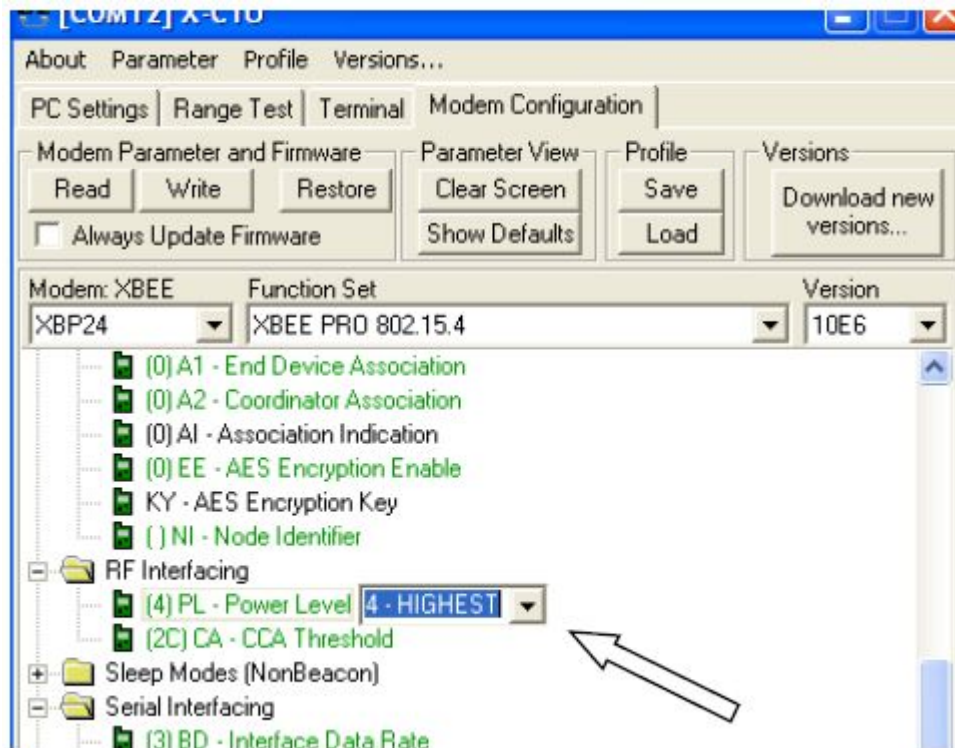 [COM12] X-CTU
About Parameter Profile Versions...
PC Settings Range Test Terminal Modem Configuration
Modem Parameter and Firmware Parameter View Profile Versions
Read Write Restore Clear Screen Save Download new
versions...
Always Update Firmware Show Defaults Load
Modem: XBEE Function Set Version
XBP24 XBEE PRO 802.15.4 10E6
(0) A1 - End Device Association
(0) A2 - Coordinator Association
(0) AI - Association Indication
(0) EE - AES Encryption Enable
KY - AES Encryption Key
( ) NI - Node Identifier
RF Interfacing
(4) PL - Power Level 4 - HIGHEST
(2C) CA - CCA Threshold
Sleep Modes (NonBeacon)
Serial Interfacing
(3) BD - Interface Data Rate